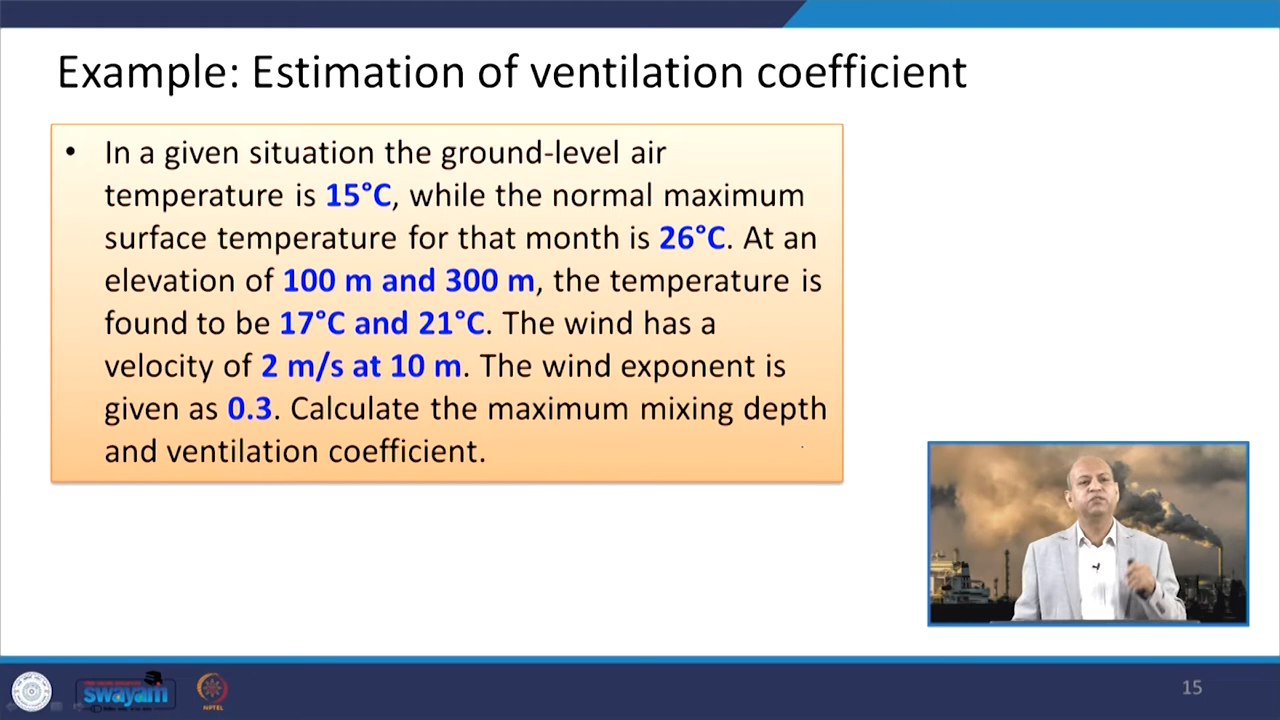 Example: Estimation of ventilation coefficient
• In a given situation the ground-level air
temperature is 15°C, while the normal maximum
surface temperature for that month is 26°C. At an
elevation of 100 m and 300 m, the temperature is
found to be 17°C and 21°C. The wind has a
velocity of 2 m/s at 10 m. The wind exponent is
given as 0.3. Calculate the maximum mixing depth
and ventilation coefficient.
swayam
NPTEL
15